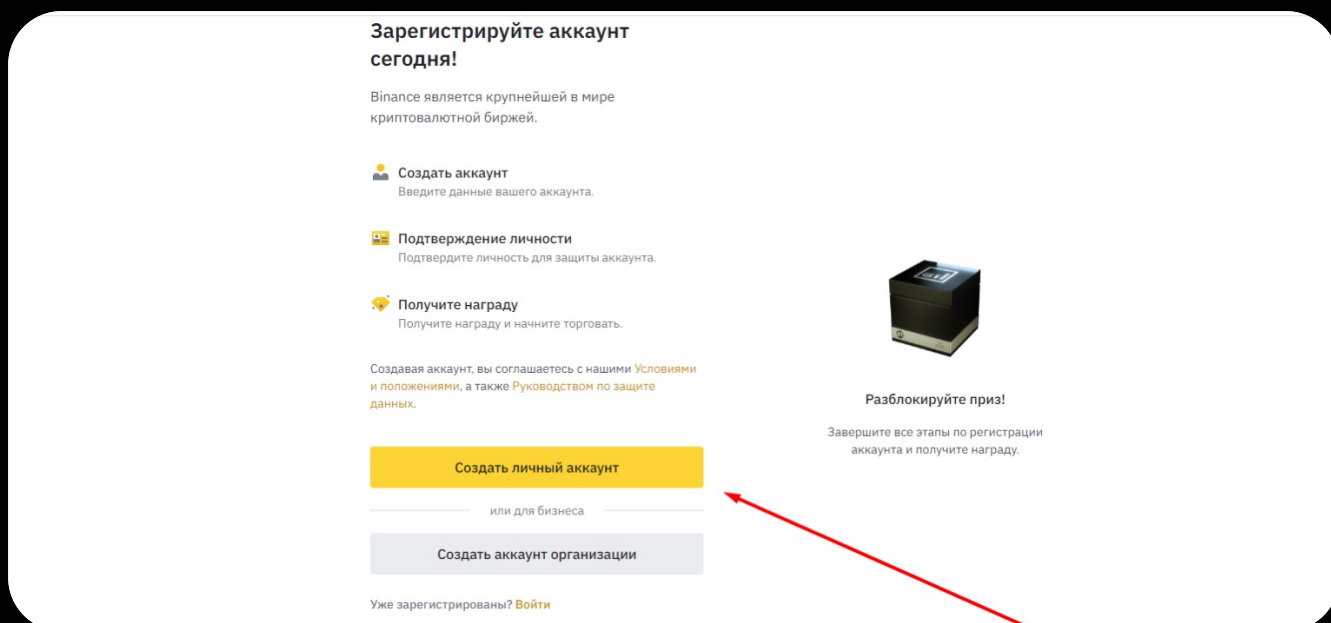 Зарегистрируйте аккаунт
сегодня!
Binance является крупнейшей в мире
криптовалютной биржей.
Создать аккаунт
Введите данные вашего аккаунта.
Подтверждение личности
Подтвердите личность для защиты аккаунта.
Получите награду
Получите награду и начните торговать.
Создавая аккаунт, вы соглашаетесь с нашими Условиями
и положениями, а также Руководством по защите
данных.
Создать личный аккаунт
или для бизнеса
Создать аккаунт организации
Уже зарегистрированы? Войти
Разблокируйте приз!
Завершите все этапы по регистрации
аккаунта и получите награду.